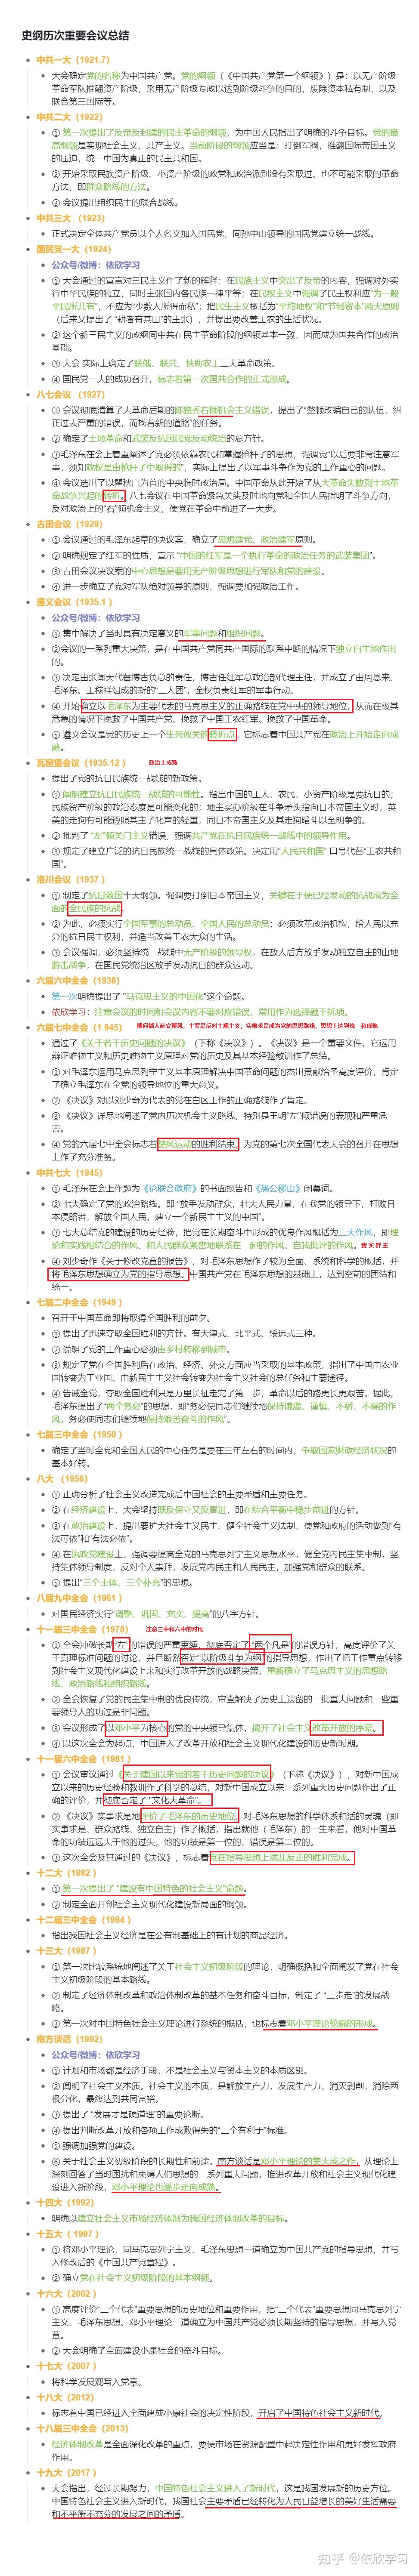 史纲历次重要会议总结
中共一大（1921.7）
大会确定党的名称为中国共产党。党的纲领（《中国共产党第一个纲领》）是：以无产阶级
革命军队推翻资产阶级，采用无产阶级专政以达到阶级斗争的目的，废除资本私有制，以及
联合第三国际等。
中共二大（1922）
① 第一次提出了反帝反封建的民主革命的纲领，为中国人民指出了明确的斗争目标。党的最
高纲领是实现社会主义、共产主义。当前阶段的纲领应当是：打倒军阀，推翻国际帝国主义
的压迫，统一中国为真正的民主共和国。
② 开始采取民族资产阶级、小资产阶级的政党和政治派别没有采取过、也不可能采取的革命
方法，即群众路线的方法。
③ 会议提出组织民主的联合战线。
中共三大 （1923）
正式决定全体共产党员以个人名义加入国民党，同孙中山领导的国民党建立统一战线。
国民党一大（1924）
公众号/微博：依欣学习
① 大会通过的宣言对三民主义作了新的解释：在民族主义中突出了反帝的内容，强调对外实
行中华民族的独立，同时主张国内各民族一律平等；在民权主义中强调了民主权利应“为一般
平民所共有”，不应为“少数人所得而私”；把民生主义概括为“平均地权”和“节制资本”两大原则
（后来又提出了 “耕者有其田”的主张），并提出要改善工农的生活状况。
② 这个新三民主义的政纲同中共在民主革命阶段的纲领基本一致，因而成为国共合作的政治
基础。
③ 大会 实际上确定了联俄、联共、扶助农工三大革命政策。
④ 国民党一大的成功召开，标志着第一次国共合作的正式形成。
八七会议 （1927）
① 会议彻底清算了大革命后期的陈独秀右倾机会主义错误，提出了“整顿改编自己的队伍，纠
正过去严重的错误，而找着新的道路”的任务。
② 确定了土地革命和武装反抗国民党反动统治的总方针。
③毛泽东在会上着重阐述了党必须依靠农民和掌握枪杆子的思想，强调党“以后要非常注意军
事，须知政权是由枪杆子中取得的”，实际上提出了以军事斗争作为党的工作重心的问题。
④ 会议选出了以瞿秋白为首的中央临时政治局。中国革命从此开始了从大革命失败到土地革
命战争兴起的转折。八七会议在中国革命紧急关头及时地向党和全国人民指明了斗争方向，
反对政治上的“右”倾机会主义，使党在革命中前进了一大步。
古田会议（1929）
① 会议通过的毛泽东起草的决议案，确立了思想建党、政治建军原则。
② 明确规定了红军的性质，宣示 “中国的红军是一个执行革命的政治任务的武装集团”。
③ 古田会议决议案的中心思想是要用无产阶级思想进行军队和党的建设。
④ 进一步确立了党对军队绝对领导的原则，强调要加强政治工作。
遵义会议（1935.1 ）
公众号/微博：依欣学习
① 集中解决了当时具有决定意义的军事问题和组织问题。
②会议的一系列重大决策，是在中国共产党同共产国际的联系中断的情况下独立自主地作出
的。
③ 决定由张闻天代替博古负总的责任，博古任红军总政治部代理主任，并成立了由周恩来、
毛泽东、王稼祥组成的新的“三人团”，全权负责红军的军事行动。
④ 开始确立以毛泽东为主要代表的马克思主义的正确路线在党中央的领导地位，从而在极其
危急的情况下挽救了中国共产党、挽救了中国工农红军、挽救了中国革命。
⑤ 遵义会议是党的历史上一个生死攸关的转折点，它标志着中国共产党在政治上开始走向成
熟。
瓦窑堡会议（1935.12 ） 政治上成熟
提出了党的抗日民族统一战线的新政策。
① 阐明建立抗日民族统一战线的可能性。指出中国的工人、农民、小资产阶级是要抗日的；
民族资产阶级的政治态度是可能变化的；地主买办阶级在斗争矛头指向日本帝国主义时，英
美的走狗有可能遵照其主子叱声的轻重，同日本帝国主义及其走狗暗斗以至明争的。
② 批判了 “左”倾关门主义错误，强调共产党在抗日民族统一战线中的领导作用。
③ 规定了建立广泛的抗日民族统一战线的具体政策。决定用“人民共和国” 口号代替“工农共和
国”。
洛川会议（1937 ）
① 制定了抗日救国十大纲领。强调要打倒日本帝国主义，关键在于使已经发动的抗战成为全
面的全民族的抗战。
② 为此，必须实行全国军事的总动员、全国人民的总动员；必须改革政治机构，给人民以充
分的抗日民主权利，并适当改善工农大众的生活。
③ 会议强调，必须坚持统一战线中无产阶级的领导权，在敌人后方放手发动独立自主的山地
游击战争，在国民党统治区放手发动抗日的群众运动。
六届六中全会（1938）
第一次明确提出了 “马克思主义的中国化”这个命题。
依欣学习：注意会议的时间和会议内容不要对应错误，常用作为选择题干扰项。
六届七中全会（1 945） 期间插入延安整风，主要是反对主观主义，实事求是成为党的思想路线，思想上达到统一和成熟
通过了《关于若干历史问题的决议》（下称《决议》）。《决议》是一个重要文件，它运用
辩证唯物主义和历史唯物主义原理对党的历史及其基本经验教训作了总结。
① 对毛泽东运用马克思列宁主义基本原理解决中国革命问题的杰出贡献给予高度评价，肯定
了确立毛泽东在全党的领导地位的重大意义。
② 《决议》对以刘少奇为代表的党在白区工作的正确路线作了肯定。
③ 《决议》详尽地阐述了党内历次机会主义路线，特别是王明“左”倾错误的表现和严重危
害。
④ 党的六届七中全会标志着整风运动的胜利结束，为党的第七次全国代表大会的召开在思想
上作了充分准备。
中共七大（1945）
① 毛泽东在会上作题为《论联合政府》的书面报告和《愚公移山》闭幕词。
② 七大确定了党的政治路线。即 “放手发动群众，壮大人民力量，在我党的领导下，打败日
本侵略者，解放全国人民，建立一个新民主主义的中国”。
③ 七大总结党的建设的历史经验，把党在长期奋斗中形成的优良作风概括为三大作风，即理
论和实践相结合的作风、和人民群众紧密地联系在一起的作风、自我批评的作风。
④ 刘少奇作《关于修改党章的报告》，对毛泽东思想作了较为全面、系统和科学的概括，并
将毛泽东思想确立为党的指导思想。中国共产党在毛泽东思想的基础上，达到空前的团结和
统一。
七届二中全会（1949 ）
召开于中国革命即将取得全国胜利的前夕。
① 提出了迅速夺取全国胜利的方针。有天津式、北平式、绥远式三种。
② 说明了党的工作重心必须由乡村转移到城市。
③ 规定了党在全国胜利后在政治、经济、外交方面应当采取的基本政策，指出了中国由农业
国转变为工业国、由新民主主义社会转变为社会主义社会的总任务和主要途径。
④ 告诫全党，夺取全国胜利只是万里长征走完了第一步，革命以后的路更长更艰苦。据此，
毛泽东提出了“两个务必”的思想，即“务必使同志们继续地保持谦虚、谨慎、不骄、不躁的作
风，务必使同志们继续地保持艰苦奋斗的作风”。
七届三中全会（1950 ）
确定了当时全党和全国人民的中心任务是要在三年左右的时间内，争取国家财政经济状况的
基本好转。
八大 （1956）
① 正确分析了社会主义改造完成后中国社会的主要矛盾和主要任务。
② 在经济建设上，大会坚持既反保守又反冒进，即在综合平衡中稳步前进的方针。
③ 在政治建设上，提出要扩大社会主义民主、健全社会主义法制，使党和政府的活动做到“有
法可依”和“有法必依”。
④ 在执政党建设上，强调要提高全党的马克思列宁主义思想水平，健全党内民主集中制，坚
持集体领导制度，反对个人崇拜，发展党内民主和人民民主，加强党和群众的联系。
⑤ 提出“三个主体、三个补充”的思想。
八届九中全会（1961 ）
对国民经济实行“调整、巩固、充实、提高”的八字方针。
十一届三中全会（1978） 注意三中和六中的对比
① 全会冲破长期“左”的错误的严重束缚，彻底否定了“两个凡是”的错误方针，高度评价了关
于真理标准问题的讨论，并且断然否定“以阶级斗争为纲”的指导思想，作出了把工作重点转移
到社会主义现代化建设上来和实行改革开放的战略决策，重新确立了马克思主义的思想路
线、政治路线和组织路线。
② 全会恢复了党的民主集中制的优良传统，审查解决了历史上遗留的一批重大问题和一些重
要领导人的功过是非问题。
③ 会议形成了以邓小平为核心的党的中央领导集体，揭开了社会主义改革开放的序幕。
④ 以这次全会为起点，中国进入了改革开放和社会主义现代化建设的历史新时期。
十一届六中全会（1981 ）
① 会议审议通过《关于建国以来党的若干历史问题的决议》（下称《决议》），对新中国成
立以来的历史经验和教训作了科学的总结，对新中国成立以来一系列重大历史问题作出了正
确的评价，并彻底否定了 “文化大革命”。
② 《决议》实事求是地评价了毛泽东的历史地位，对毛泽东思想的科学体系和活的灵魂（即
实事求是、群众路线、独立自主）作了概括，指出就他（毛泽东）的一生来看，他对中国革
命的功绩远远大于他的过失，他的功绩是第一位的，错误是第二位的。
③ 这次全会及其通过的《决议》，标志着党在指导思想上拨乱反正的胜利完成。
十二大（1982 ）
① 第一次提出了 “建设有中国特色的社会主义”命题。
② 制定全面开创社会主义现代化建设新局面的纲领。
十二届三中全会（1984 ）
指出我国社会主义经济是在公有制基础上的有计划的商品经济。
十三大（1987 ）
① 第一次比较系统地阐述了关于社会主义初级阶段的理论，明确概括和全面阐发了党在社会
主义初级阶段的基本路线。
② 制定了经济体制改革和政治体制改革的基本任务和奋斗目标，制定了 “三步走”的发展战
略。
③ 第一次对中国特色社会主义理论进行系统的概括，也标志着邓小平理论轮廓的形成。
南方谈话（1992）
公众号/微博：依欣学习
① 计划和市场都是经济手段，不是社会主义与资本主义的本质区别。
② 阐明了社会主义本质。社会主义的本质，是解放生产力，发展生产力，消灭剥削，消除两
极分化，最终达到共同富裕。
③ 提出了 “发展才是硬道理”的重要论断。
④ 提出判断改革开放和各项工作成败得失的“三个有利于”标准。
⑤ 强调加强党的建设。
⑥ 关于社会主义初级阶段的长期性和前途。南方谈话是邓小平理论的集大成之作，从理论上
深刻回答了当时困扰和束缚人们思想的一系列重大问题，推进改革开放和社会主义现代化
建设进入新阶段，邓小平理论也逐步走向成熟。
十四大（1992）
明确以建立社会主义市场经济体制为我国经济体制改革的目标。
十五大（ 1997 ）
① 将邓小平理论，同马克思列宁主义、毛泽东思想一道确立为中国共产党的指导思想，并写
入修改后的《中国共产党章程》。
② 确立党在社会主义初级阶段的基本纲领。
十六大（2002 ）
① 高度评价“三个代表”重要思想的历史地位和重要作用，把“三个代表”重要思想同马克思列宁
主义、毛泽东思想、邓小平理论一道确立为中国共产党必须长期坚持的指导思想，并写入党
章。
② 大会明确了全面建设小康社会的奋斗目标。
十七大（2007 ）
将科学发展观写入党章。
十八大（2012）
标志着中国已经进入全面建成小康社会的决定性阶段，开启了中国特色社会主义新时代。
十八届三中全会（2013）
经济体制改革是全面深化改革的重点，要使市场在资源配置中起决定性作用和更好发挥政府
作用。
十九大（2017 ）
大会指出，经过长期努力，中国特色社会主义进入了新时代，这是我国发展新的历史方位。
中国特色社会主义进入新时代，我国社会主要矛盾已经转化为人民日益增长的美好生活需要
和不平衡不充分的发展之间的矛盾。
知乎 @依欣学习